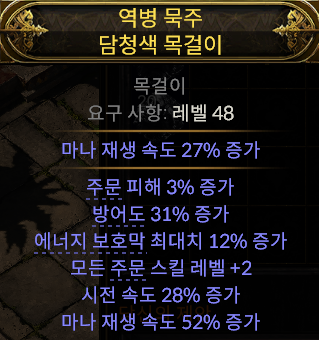 역병 묵주
담청색 목걸이
목걸이
요구 사항: 레벨 48
마나 재생 속도 27% 증가
주문 피해 3% 증가
방어도 31% 증가
에너지 보호막 최대치 12% 증가
모든 주문 스킬 레벨 +2
시전 속도 28% 증가
마나 재생 속도 52% 증가